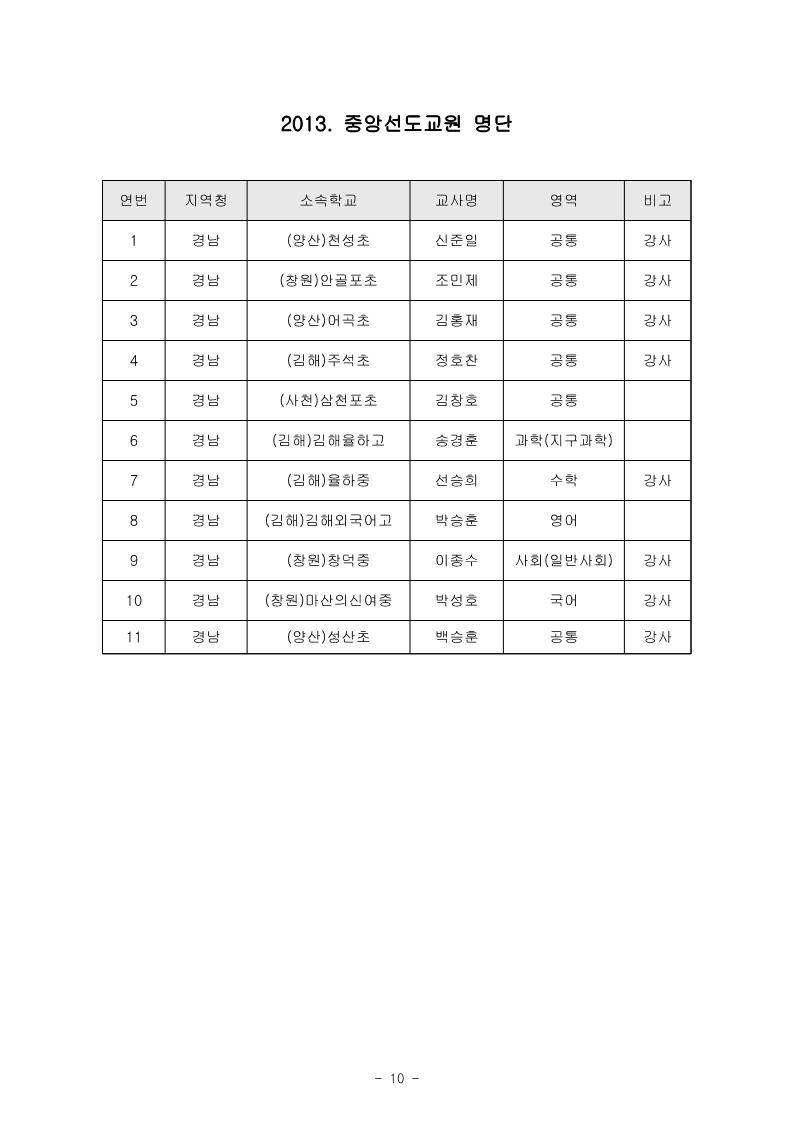 2013. 중앙선도교원 명단
연번 지역청 소속학교 교사명 영역 비고
1 경남 (양산)천성초 신준일 공통 강사
2 경남 (창원)안골포초 조민제 공통 강사
3 경남 (양산)어곡초 김홍재 공통 강사
4 경남 (김해)주석초 정호찬 공통 강사
5 경남 (사천)삼천포초 김창호 공통
6 경남 (김해)김해율하고 송경훈 과학(지구과학)
7 경남 (김해)율하중 선승희 수학 강사
8 경남 (김해)김해외국어고 박승훈 영어
9 경남 (창원)창덕중 이종수 사회(일반사회) 강사
10 경남 (창원)마산의신여중 박성호 국어 강사
11 경남 (양산)성산초 백승훈 공통 강사
- 10 -